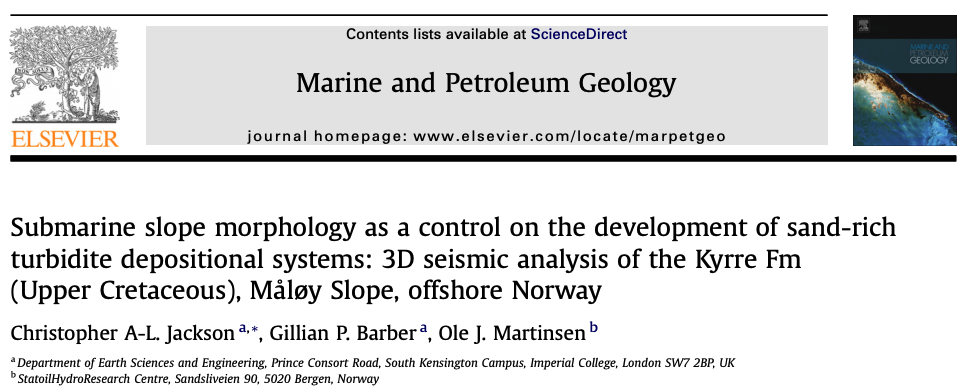 Contents lists available at ScienceDirect
Marine and Petroleum Geology
journal homepage: www.elsevier.com/locate/marpetgeo
ELSEVIER
MARINE AND PETROLEUM GEOLOGY
Submarine slope morphology as a control on the development of sand-rich
turbidite depositional systems: 3D seismic analysis of the Kyrre Fm
(Upper Cretaceous), Måløy Slope, offshore Norway
Christopher A-L. Jackson a,*, Gillian P. Barber a, Ole J. Martinsen b
a Department of Earth Sciences and Engineering, Prince Consort Road, South Kensington Campus, Imperial College, London SW7 2BP, UK
b StatoilHydroResearch Centre, Sandsliveien 90, 5020 Bergen, Norway